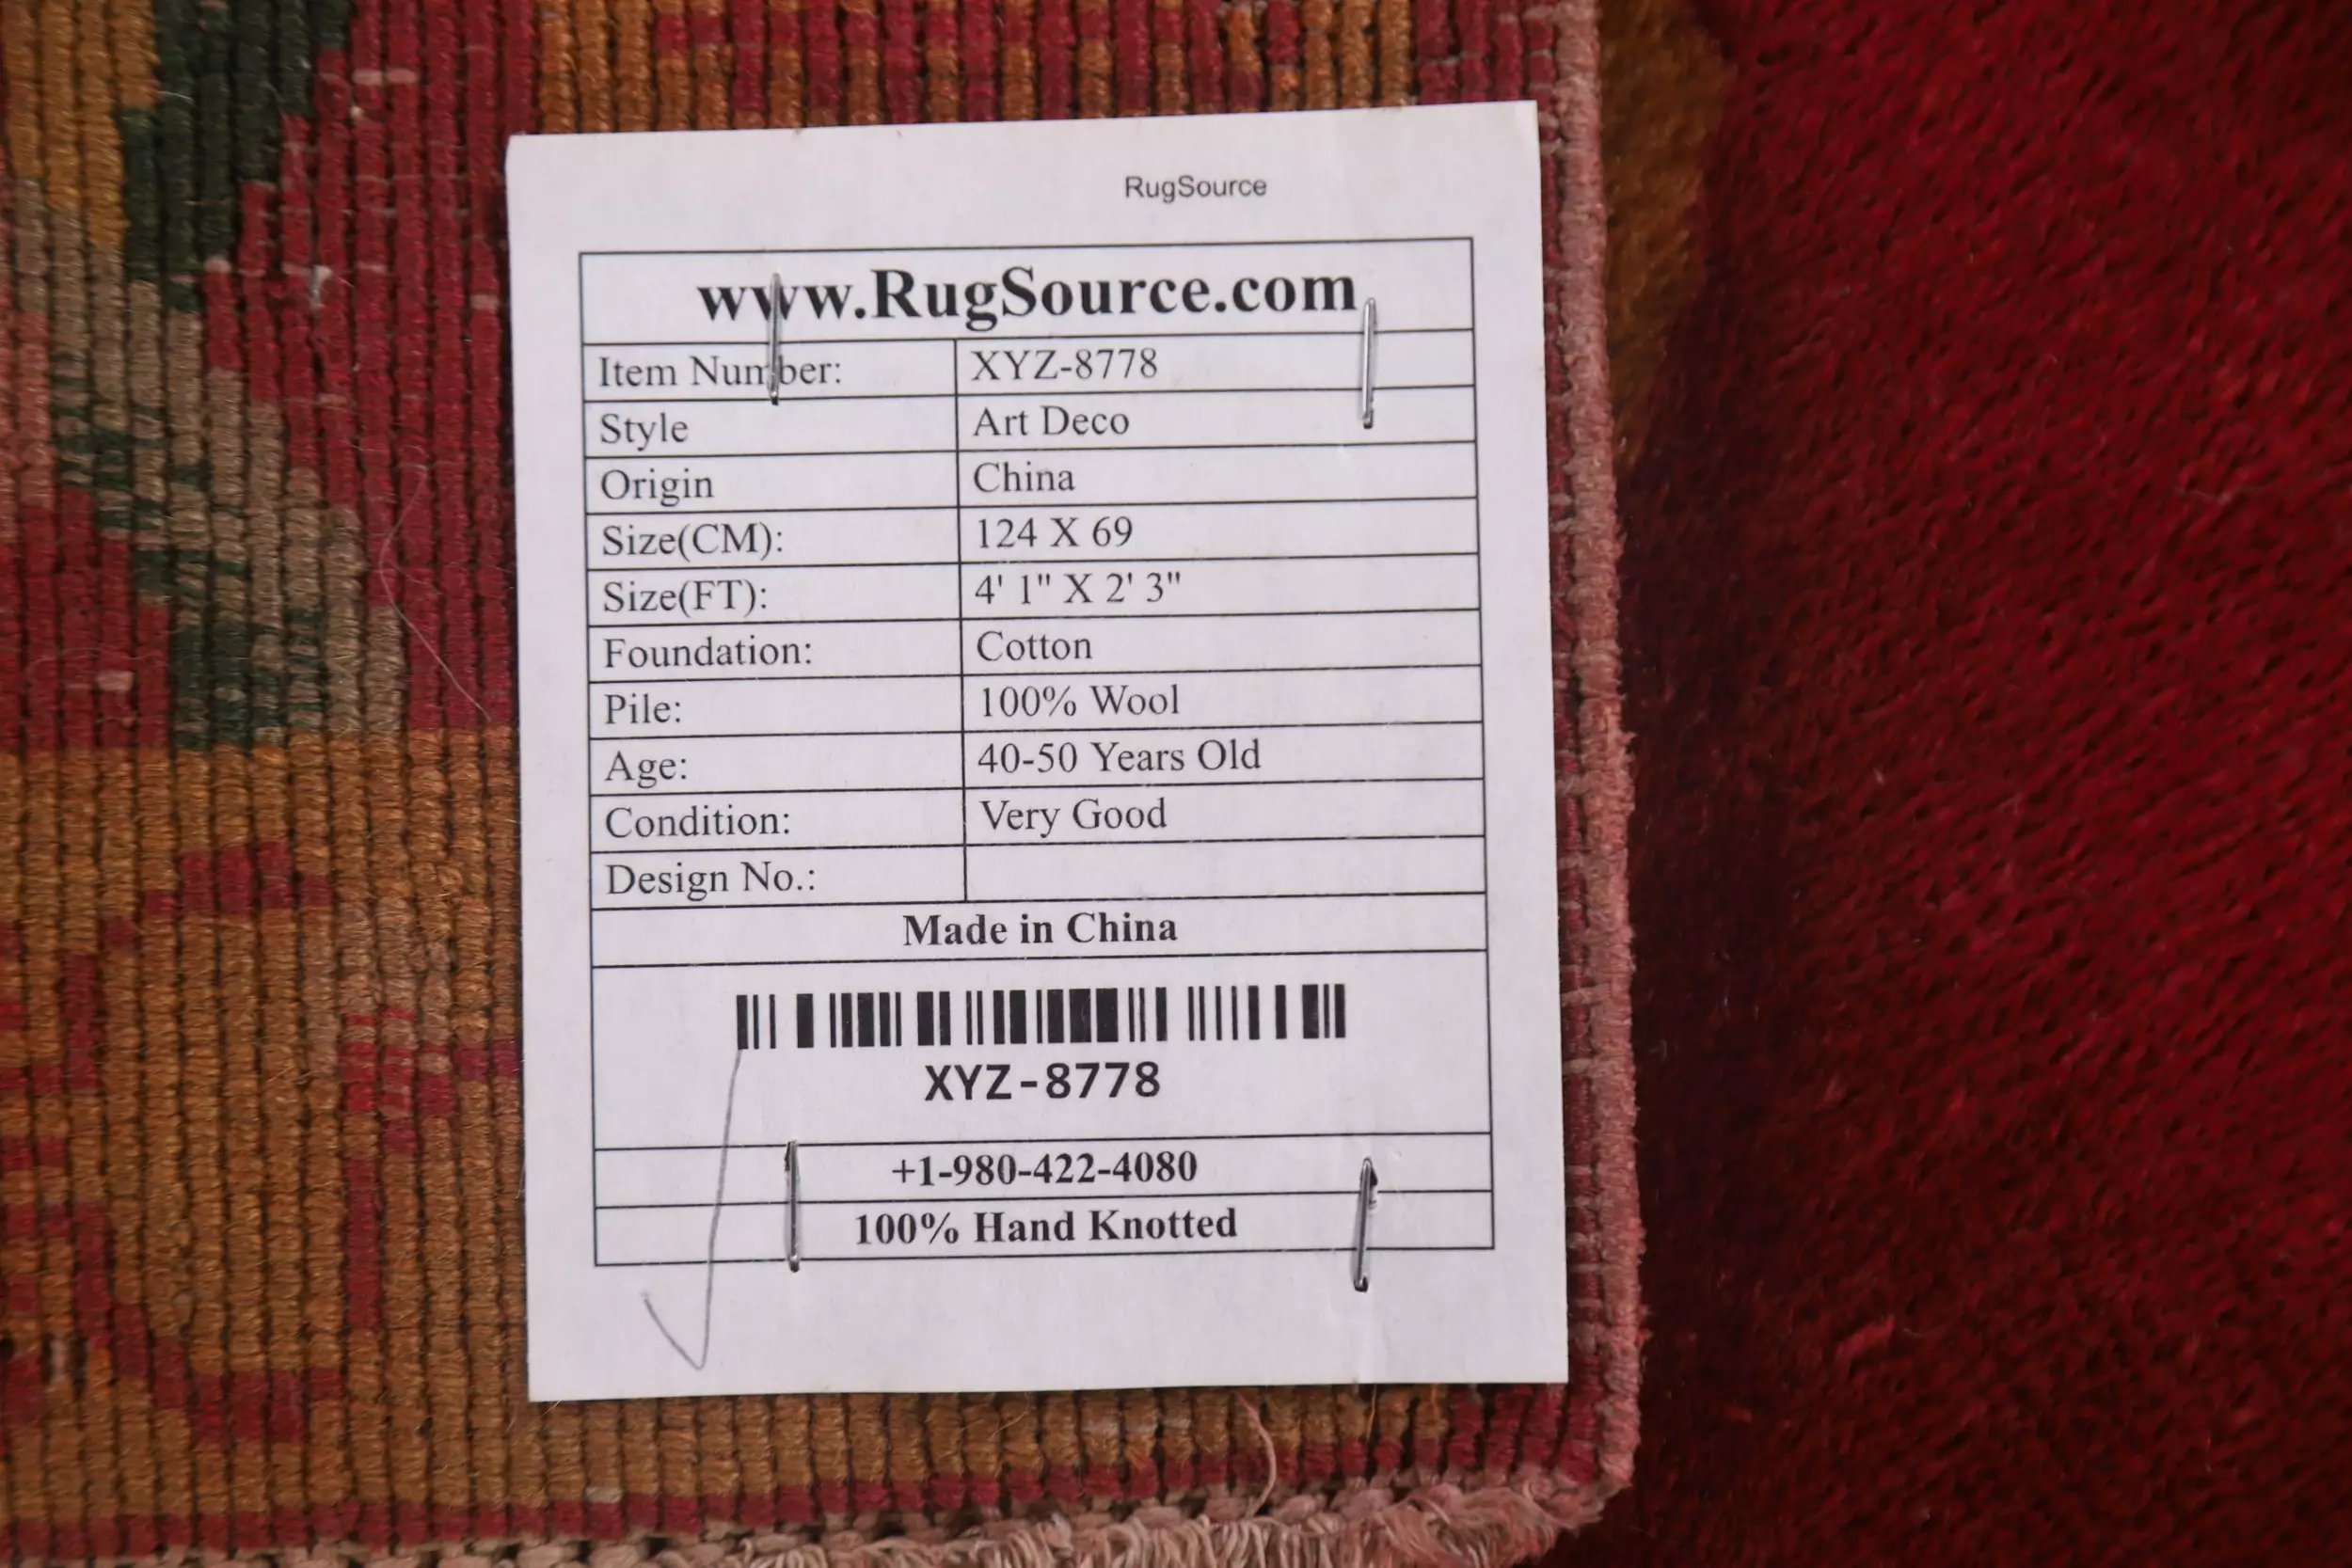 RugSource
www.RugSource.com
Item Number: XYZ-8778
Style Art Deco
Origin China
Size(CM): 124 X 69
Size(FT): 4' 1" X 2' 3"
Foundation: Cotton
Pile: 100% Wool
Age: 40-50 Years Old
Condition: Very Good
Design No.:
Made in China
XYZ-8778
+1-980-422-4080
100% Hand Knotted